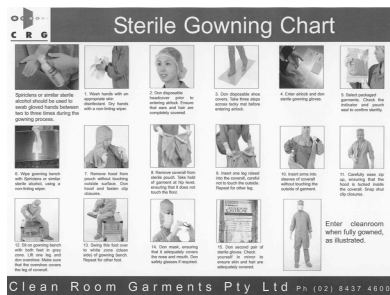 CRG
Sterile Gowning Chart
Spirigiene or similar sterile
alcohol should be used to
swab gloved hands between
two to three times during the
gowning process.
1. Wash hands with an
appropriate skin
disinfectant. Dry hands
with a non-linting wiper.
2. Don disposable
headcover prior to
entering airlock. Ensure
that ears and hair are
completely covered
3. Don disposable shoe
covers. Take three steps
across tacky mat before
entering airlock.
4. Enter airlock and don
sterile gowning gloves.
5. Select packaged
garments. Check the
indicator and pouch
seal to confirm sterility.
6. Wipe gowning bench
with Spirigiene or similar
sterile alcohol, using a
non-linting wiper.
7. Remove hood from
pouch without touching
outside surface. Don
hood and fasten zip
closures.
8. Remove coverall from
sterile pouch. Take hold
of garment at hip level,
ensuring that it does not
touch the floor.
9. Insert one leg raised
into the coverall, careful
not to touch the outside.
Repeat for other leg.
10. Insert arms into
sleeves of coverall
without touching the
outside of garment.
11. Carefully ease zip
up, ensuring that the
hood is tucked inside
the coverall. Snap shut
all closures.
12. Sit on gowning bench
with both feet in gray
zone. Lift one leg and
don overshoe. Make sure
that the overshoe covers
the leg of coverall.
13. Swing this foot over
to white zone (clean
side) of gowning bench.
Repeat for other foot.
14. Don mask, ensuring
that it adequately covers
the nose and mouth. Don
safety glasses if required.
15. Don second pair of
sterile gloves. Check
yourself in mirror to
ensure skin and hair are
adequately covered.
Enter cleanroom
when fully gowned,
as illustrated.
Clean Room Garments Pty Ltd Ph (02) 8437 4600